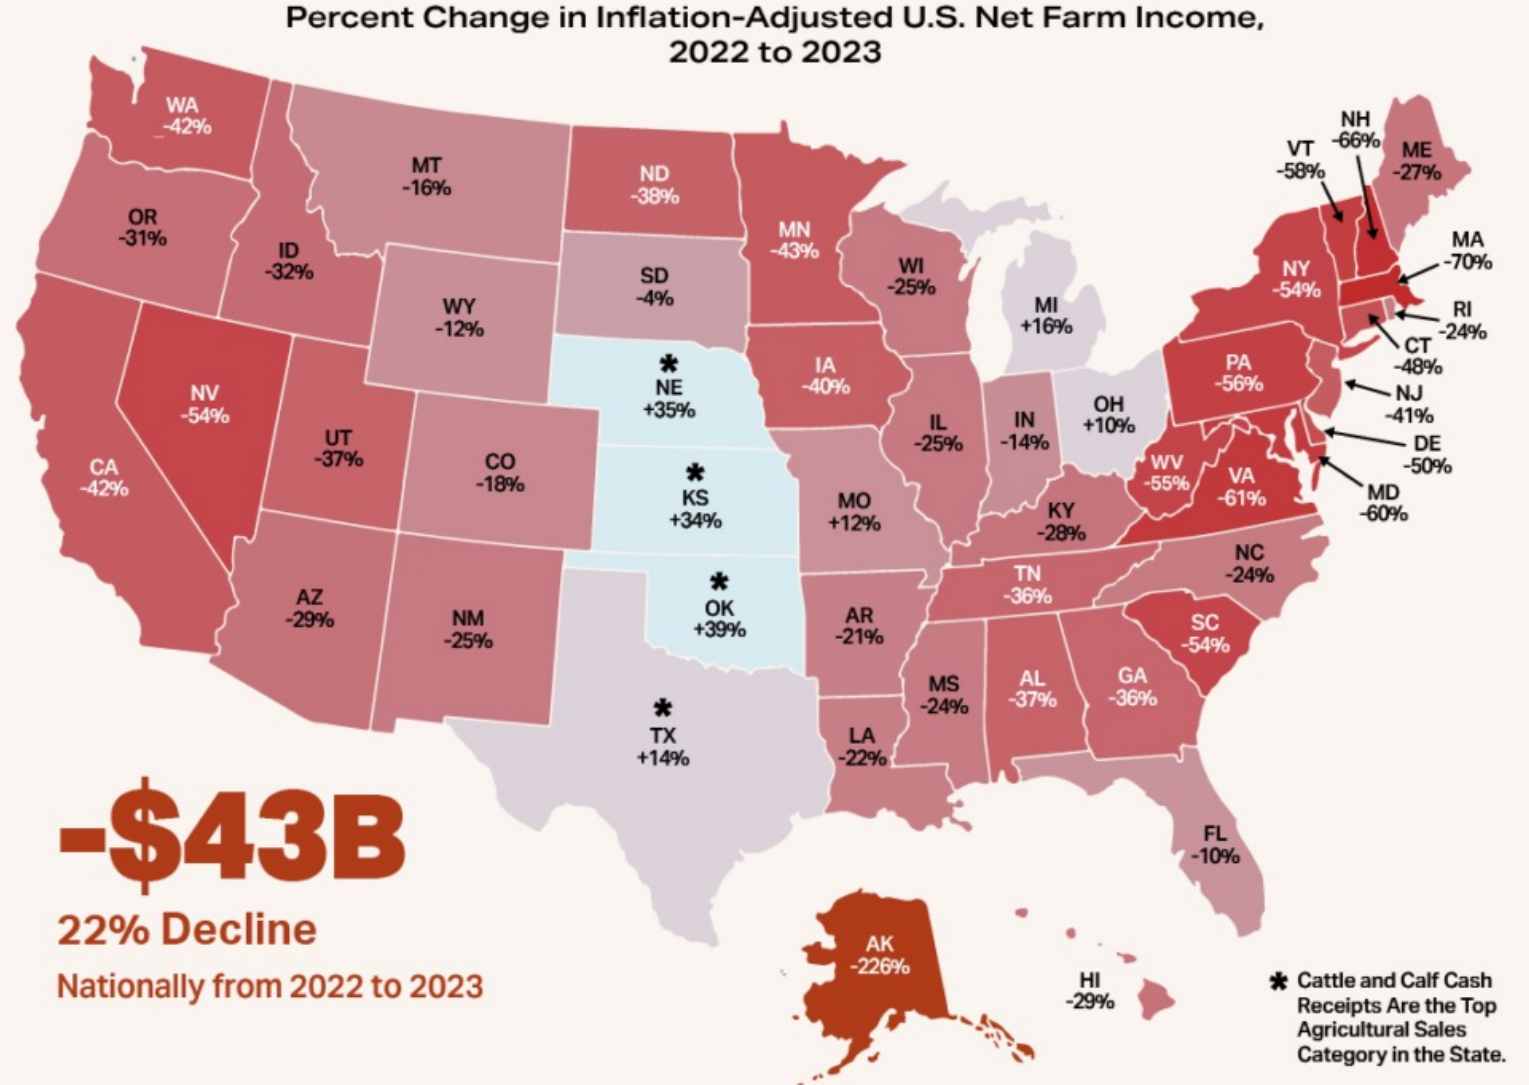 Percent Change in Inflation-Adjusted U.S. Net Farm Income,
2022 to 2023
WA
-42%
OR
-31%
ID
-32%
MT
-16%
WY
-12%
ND
-38%
SD
-4%
MN
-43%
WI
-25%
MI
+16%
NH
-66%
VT
-58%
ME
-27%
NY
-54%
MA
-70%
RI
-24%
CT
-48%
NJ
-41%
DE
-50%
MD
-60%
PA
-56%
NV
-54%
CA
-42%
UT
-37%
CO
-18%
*
NE
+35%
*
KS
+34%
IA
-40%
IL
-25%
IN
-14%
OH
+10%
WV
-55%
VA
-61%
MO
+12%
KY
-28%
NC
-24%
TN
-36%
AZ
-29%
NM
-25%
*
OK
+39%
AR
-21%
SC
-54%
MS
-24%
AL
-37%
GA
-36%
*
TX
+14%
LA
-22%
FL
-10%
-$43B
22% Decline
Nationally from 2022 to 2023
AK
-226%
HI
-29%
* Cattle and Calf Cash
Receipts Are the Top
Agricultural Sales
Category in the State.